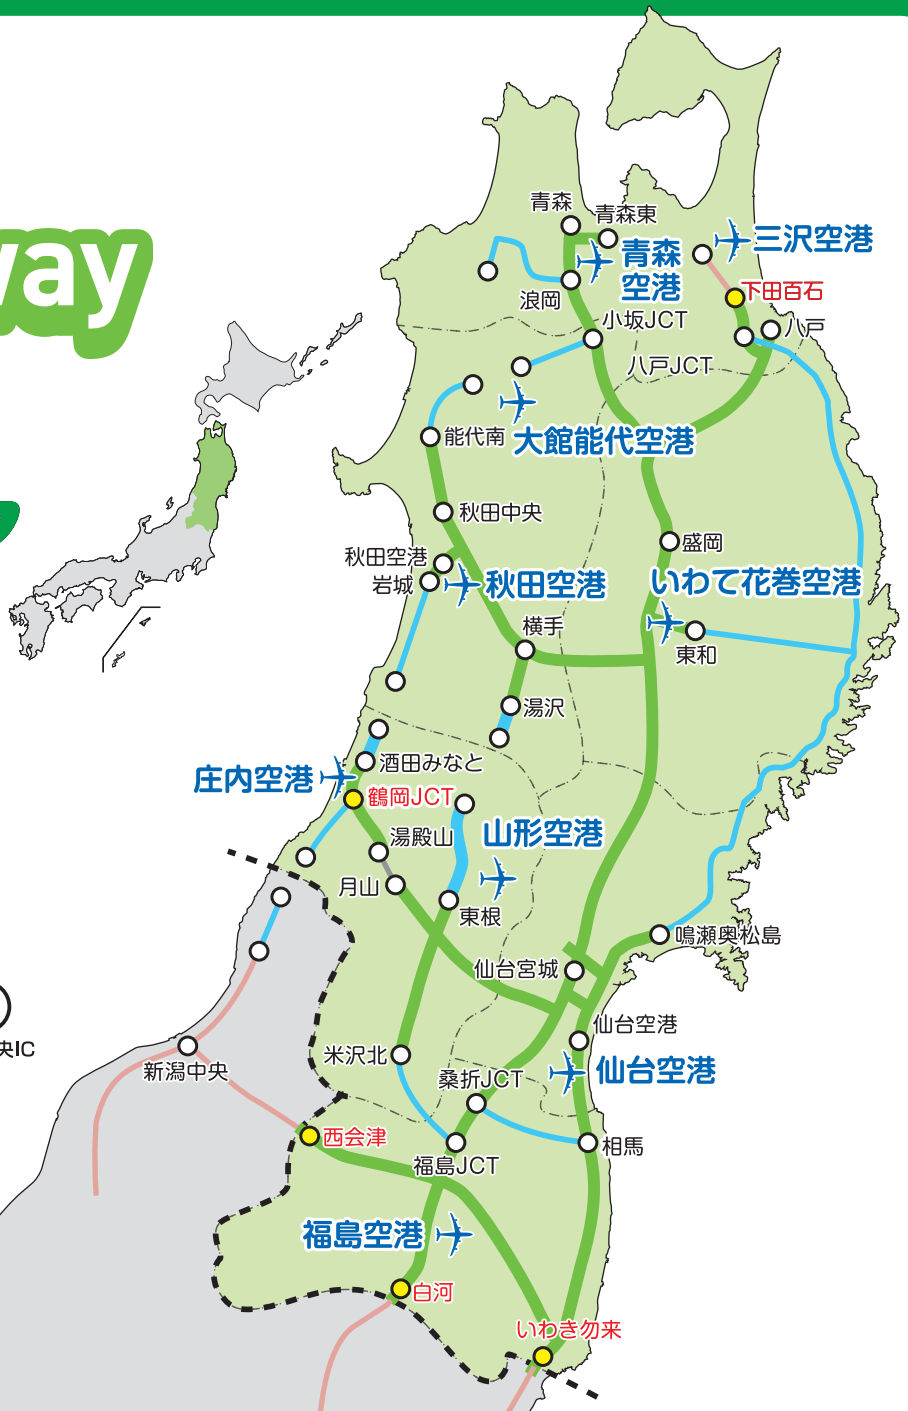 way
青森
青森東
三沢空港
青森
空港
下田百石
浪岡
小坂JCT
八戸
八戸JCT
能代南
大館能代空港
秋田中央
盛岡
秋田空港
岩城
秋田空港
いわて花巻空港
横手
東和
湯沢
酒田みなと
庄内空港
鶴岡JCT
湯殿山
山形空港
月山
東根
鳴瀬奥松島
仙台宮城
仙台空港
央IC
新潟中央
米沢北
桑折JCT
仙台空港
西会津
相馬
福島JCT
福島空港
白河
いわき勿来